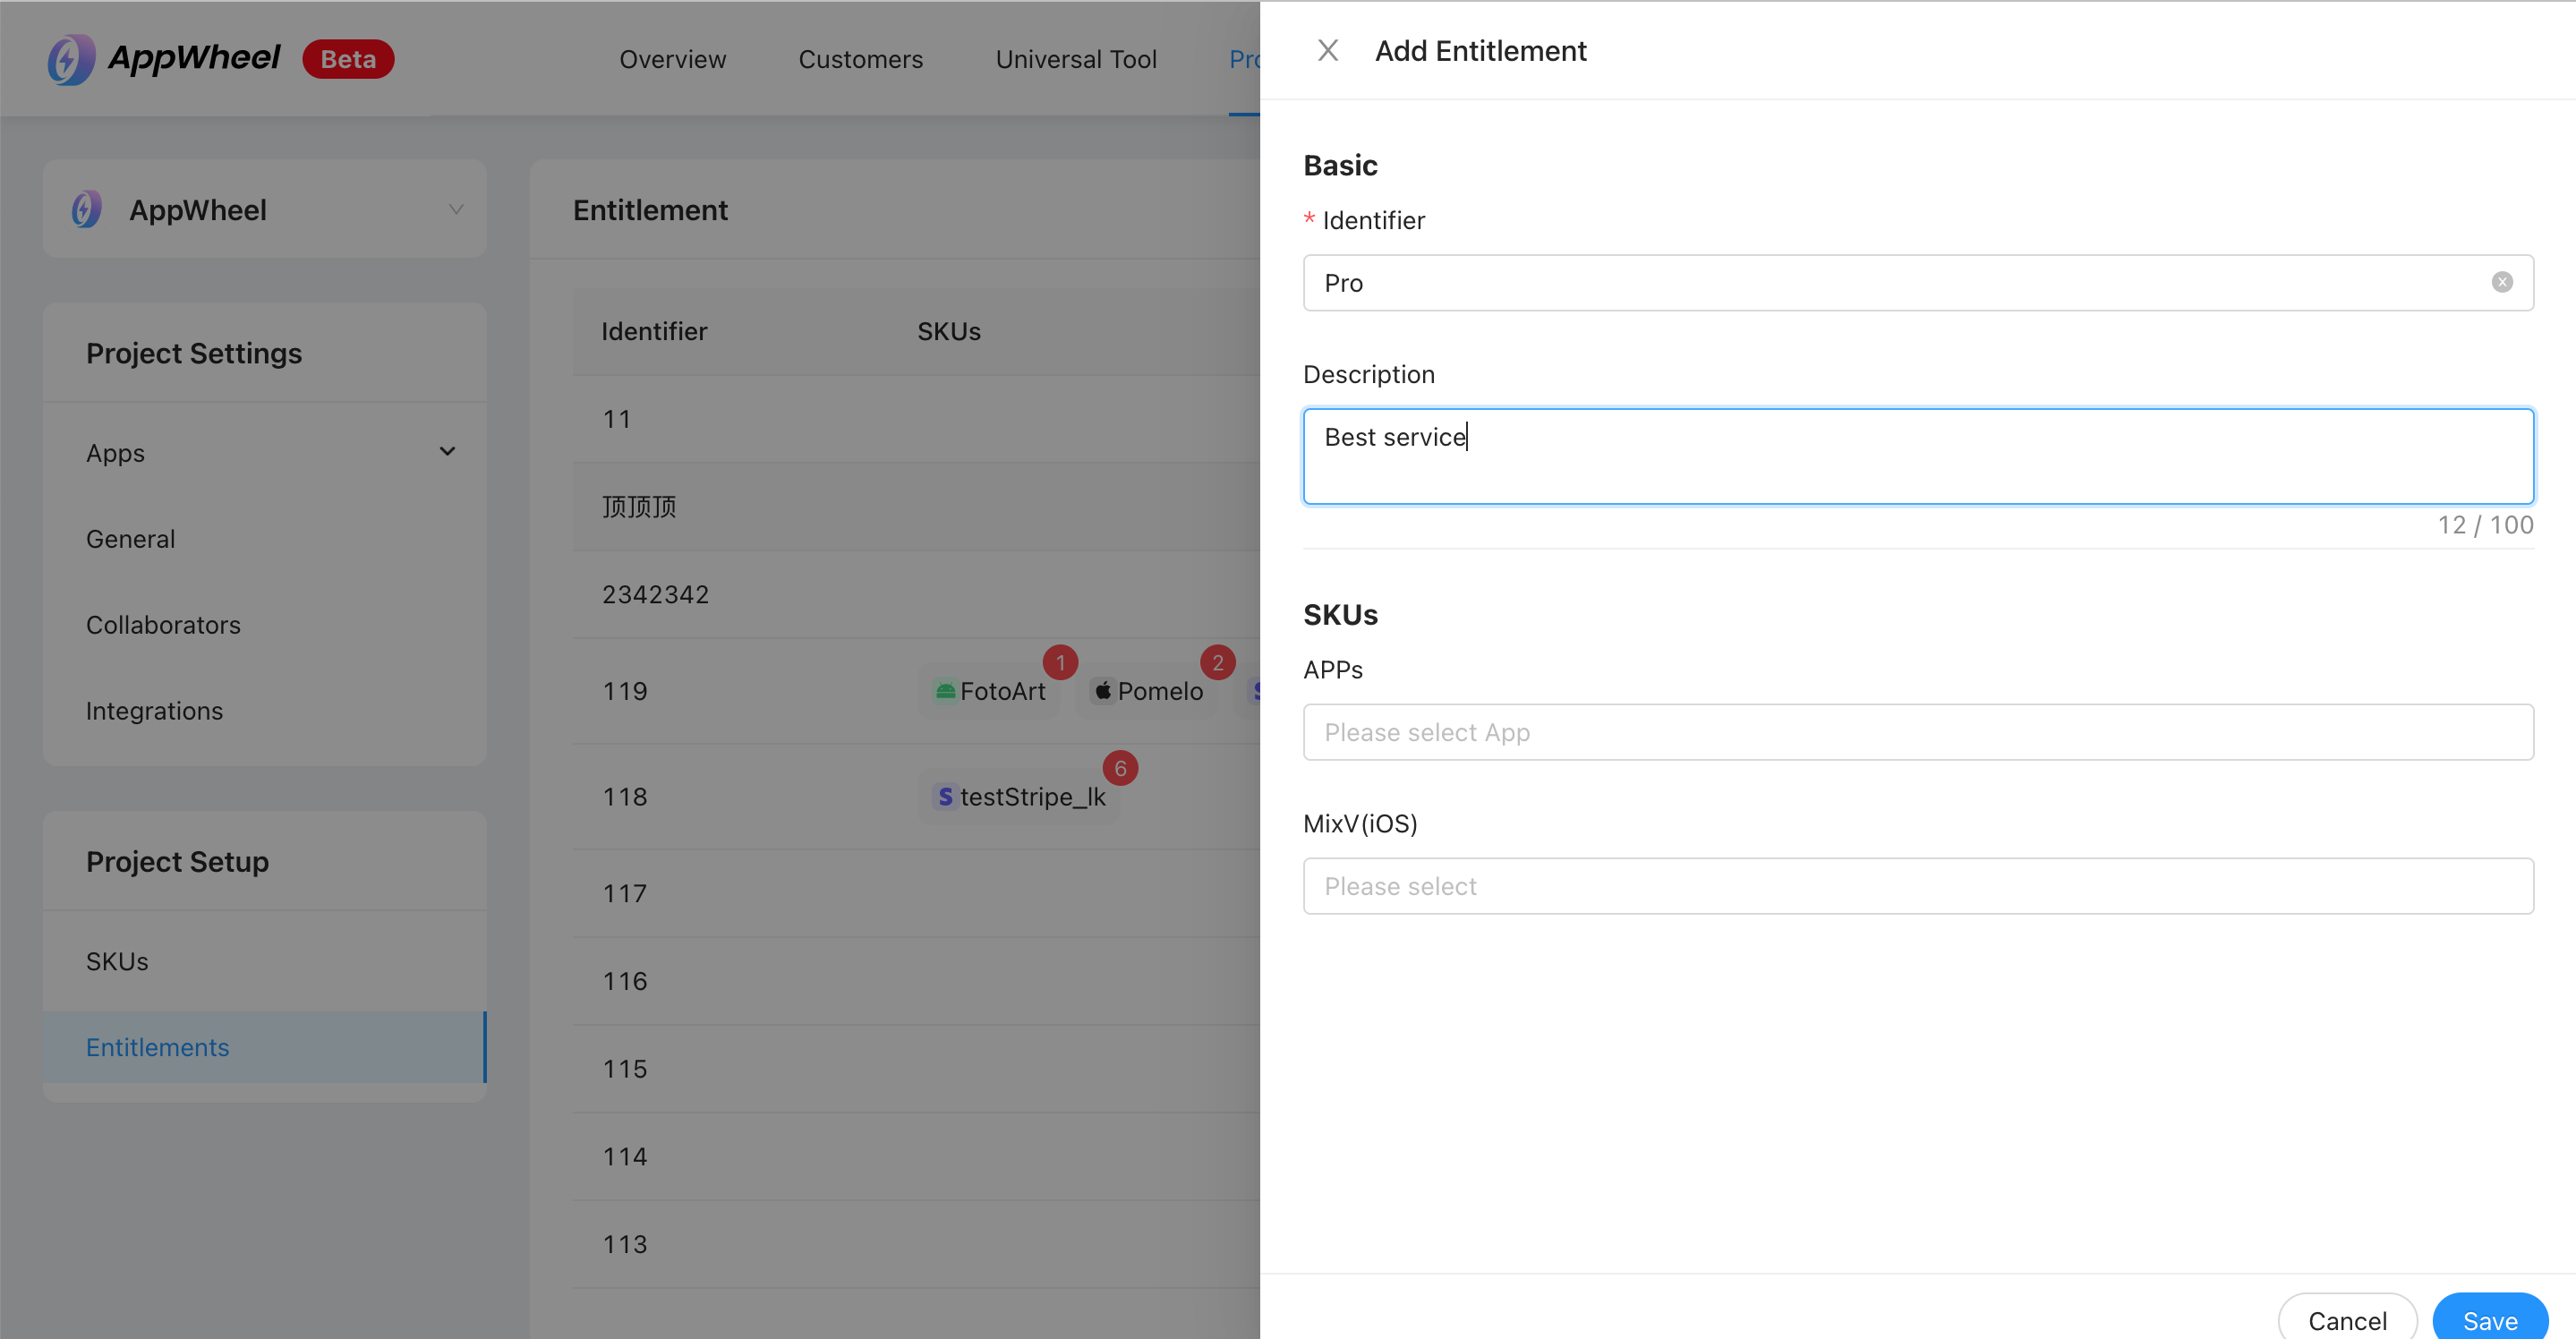 AppWheel Beta
Overview Customers Universal Tool
Add Entitlement
AppWheel
Project Settings
Apps
General
Collaborators
Integrations
Project Setup
SKUs
Entitlements
Entitlement
Identifier SKUs
11
顶顶顶
2342342
119 FotoArt 1 Pomelo 2
118 testStripe_lk 6
117
116
115
114
113
Basic
* Identifier
Pro
Description
Best service
12 / 100
SKUs
APPs
Please select App
MixV(iOS)
Please select
Cancel Save